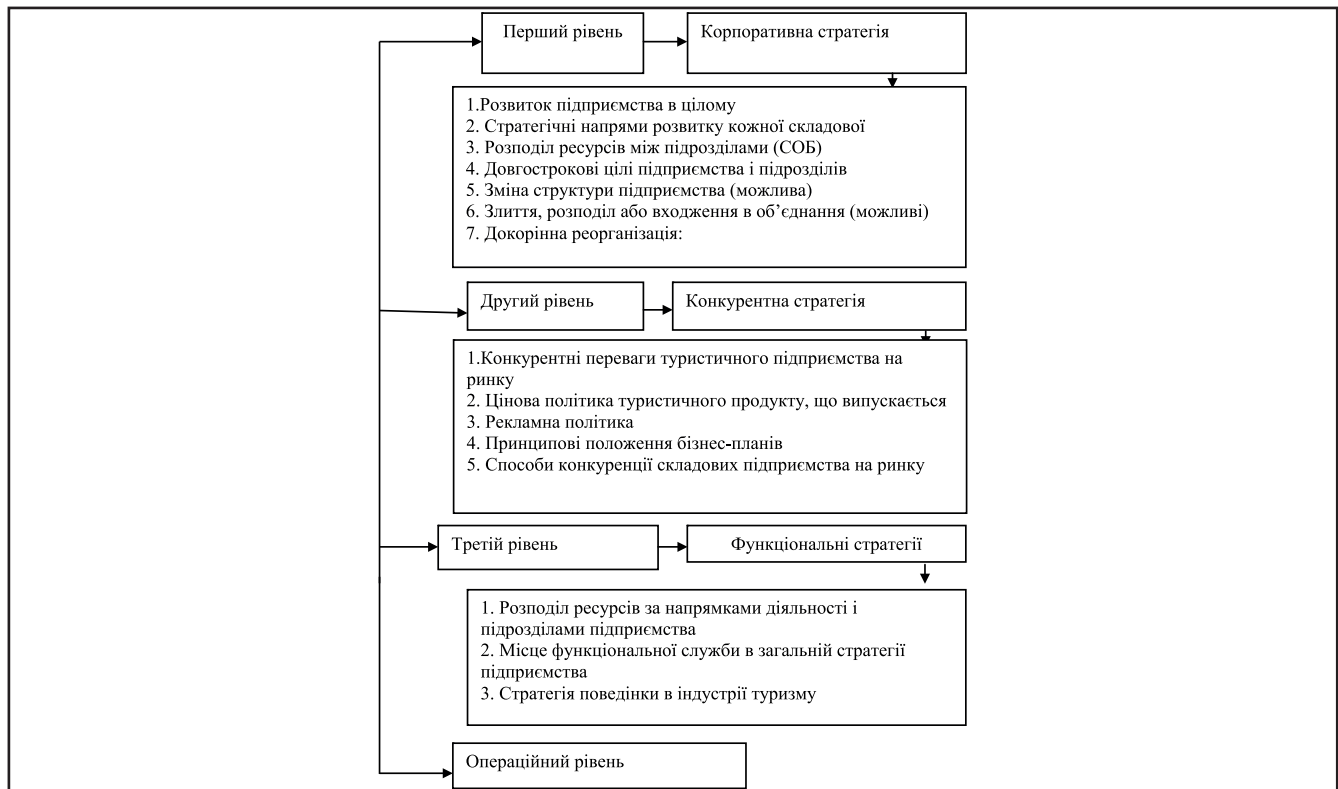 Перший рівень
Корпоративна стратегія
1.Розвиток підприємства в цілому
2. Стратегічні напрями розвитку кожної складової
3. Розподіл ресурсів між підрозділами (СОБ)
4. Довгострокові цілі підприємства і підрозділів
5. Зміна структури підприємства (можлива)
6. Злиття, розподіл або входження в об’єднання (можливі)
7. Докорінна реорганізація:
Другий рівень
Конкурентна стратегія
1.Конкурентні переваги туристичного підприємства на
ринку
2. Цінова політика туристичного продукту, що випускається
3. Рекламна політика
4. Принципові положення бізнес-планів
5. Способи конкуренції складових підприємства на ринку
Третій рівень
Функціональні стратегії
1. Розподіл ресурсів за напрямками діяльності і
підрозділами підприємства
2. Місце функціональної служби в загальній стратегії
підприємства
3. Стратегія поведінки в індустрії туризму
Операційний рівень